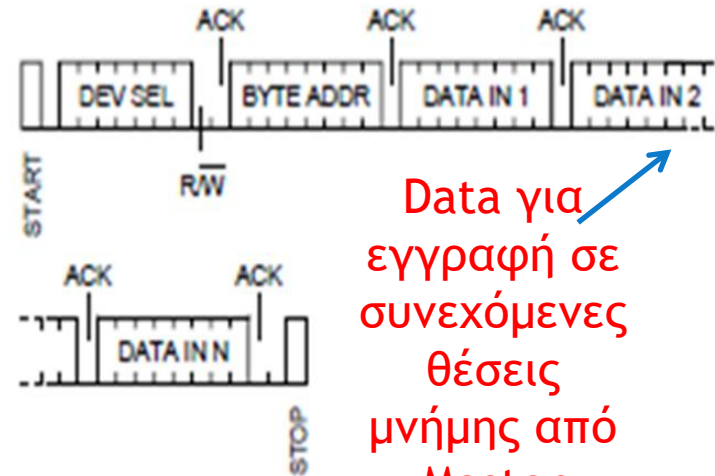 ACK ACK ACK
DEV SEL BYTE ADDR DATA IN 1 DATA IN 2
START
R/W̅
ACK ACK
DATA IN N
STOP
Data για
εγγραφή σε
συνεχόμενες
θέσεις
μνήμης από